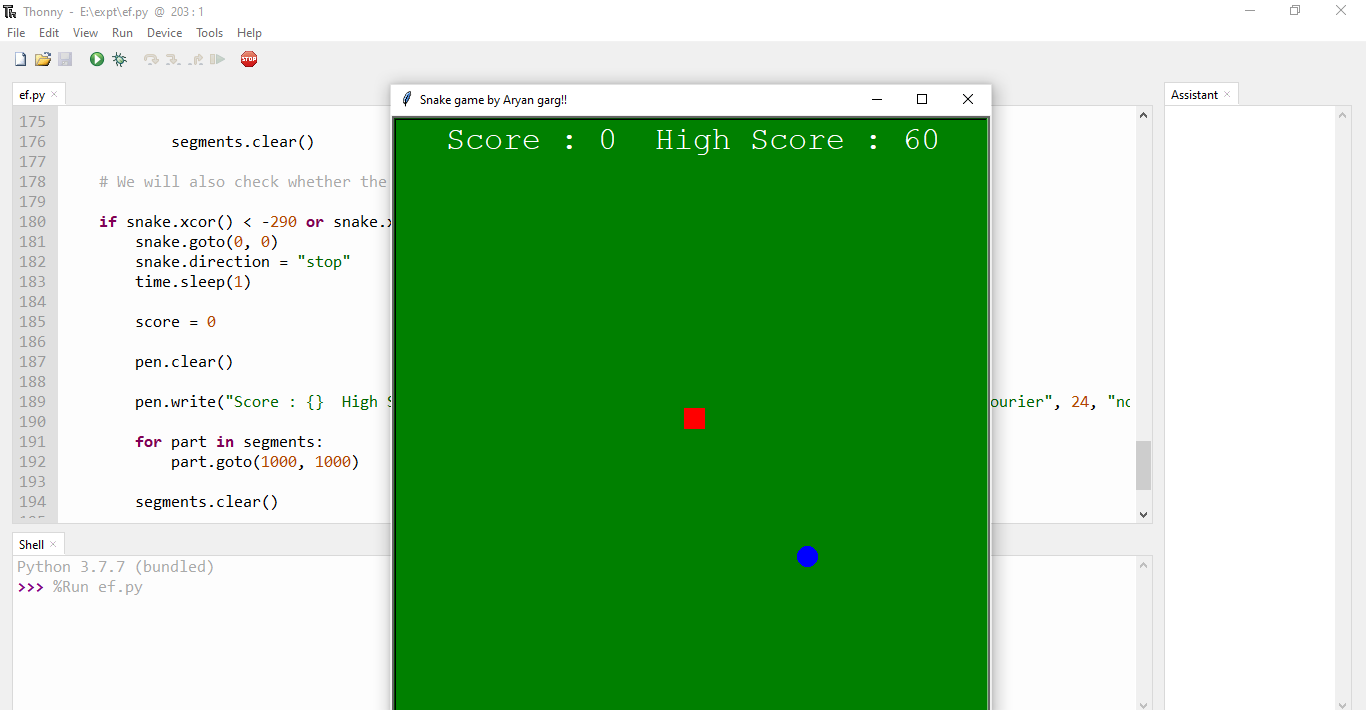 Thonny - E:\expt\ef.py @ 203 : 1
File Edit View Run Device Tools Help
STOP
ef.py
Assistant
Snake game by Aryan garg!!
Score : 0 High Score : 60
175
176 segments.clear()
177
178 # We will also check whether the
179
180 if snake.xcor() < -290 or
181 snake.goto(0, 0)
182 snake.direction = "stop"
183 time.sleep(1)
184
185 score = 0
186
187 pen.clear()
188
189 pen.write("Score : {} High ourier", 24,
190
191 for part in segments:
192 part.goto(1000, 1000)
193
194 segments.clear()
Shell
Python 3.7.7 (bundled)
>>> %Run ef.py